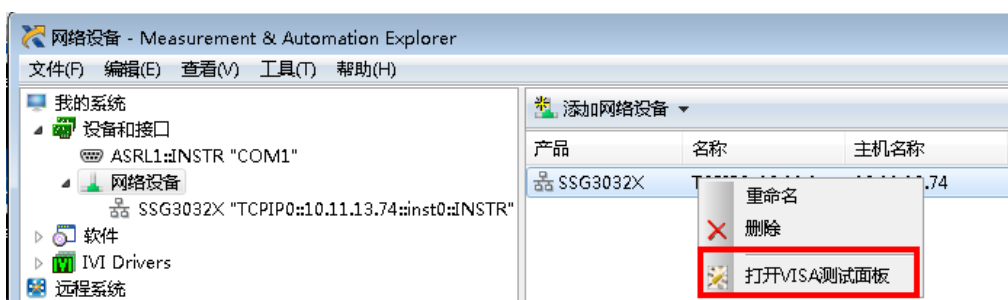 网络设备 - Measurement & Automation Explorer
文件(F) 编辑(E) 查看(V) 工具(T) 帮助(H)
我的系统
设备和接口
ASRL1::INSTR "COM1"
网络设备
SSG3032X "TCPIP0::10.11.13.74::inst0::INSTR"
软件
IVI Drivers
远程系统
添加网络设备
产品 名称 主机名称
SSG3032X .74
重命名
删除
打开VISA测试面板